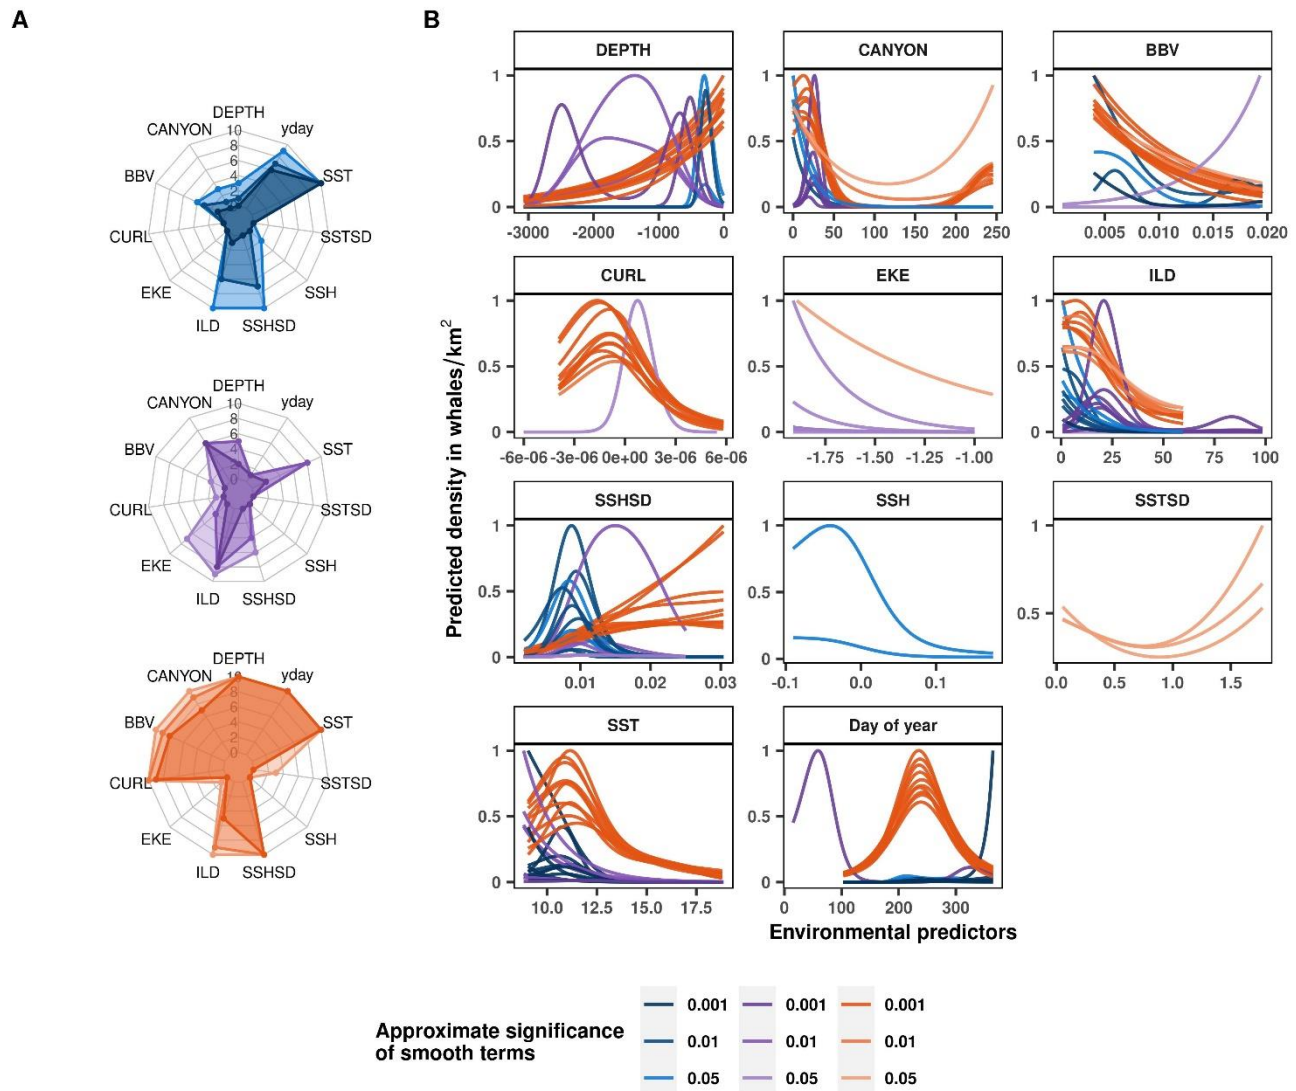 A
DEPTH
CANYON
yday
10
8
6
4
2
BBV
SST
CURL
SSTSD
EKE
SSH
ILD
SSHSD
DEPTH
CANYON
yday
10
8
6
4
2
0
BBV
SST
CURL
SSTSD
EKE
SSH
ILD
SSHSD
DEPTH
CANYON
yday
10
8
6
4
2
0
BBV
SST
CURL
SSTSD
EKE
SSH
ILD
SSHSD
B
Predicted density in whales/km²
DEPTH
1
0.5
0
-3000 -2000 -1000 0
CANYON
1
0.5
0
0 50 100 150 200 250
BBV
1
0.5
0
0.005 0.010 0.015 0.020
CURL
1
0.5
0
-6e-06 -3e-06 0e+00 3e-06 6e-06
EKE
1
0.5
0
-1.75 -1.50 -1.25 -1.00
ILD
1
0.5
0
0 25 50 75 100
SSHSD
1
0.5
0
0.01 0.02 0.03
SSH
1
0.5
0
-0.1 0.0 0.1
SSTSD
1
0.5
0.0 0.5 1.0 1.5
SST
1
0.5
0
10.0 12.5 15.0 17.5
Day of year
1
0.5
0
0 100 200 300
Environmental predictors
Approximate significance
of smooth terms
0.001 0.001 0.001
0.01 0.01 0.01
0.05 0.05 0.05